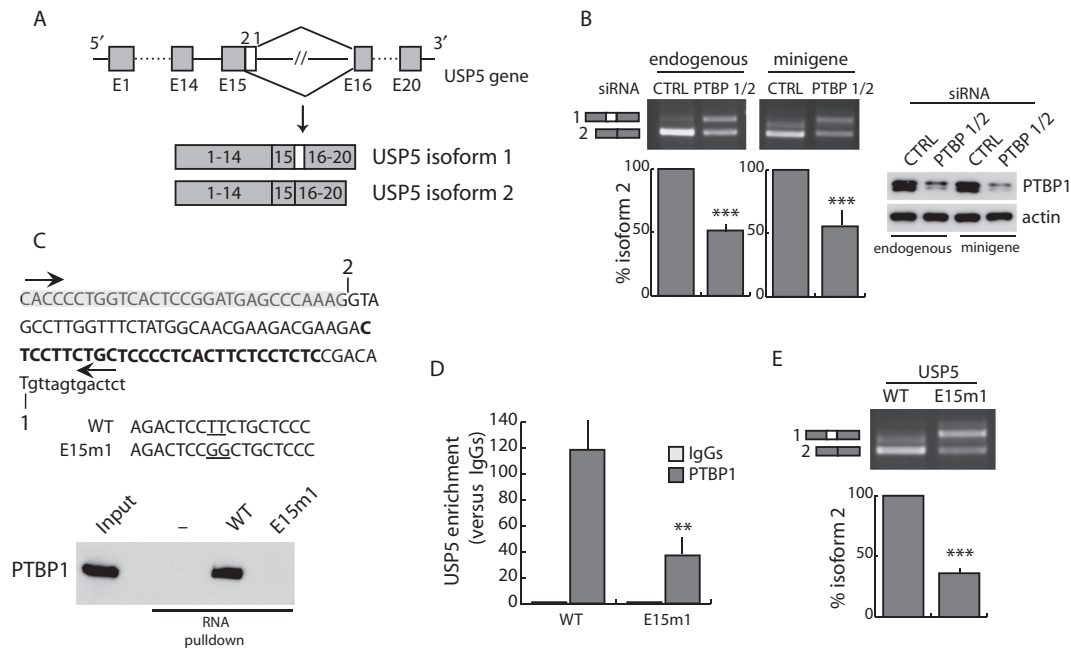 A
5′
2 1
3′
E1
E14
E15
E16
E20
USP5 gene
1-14
15
16-20
USP5 isoform 1
1-14
15
16-20
USP5 isoform 2
B
endogenous
minigene
siRNA
CTRL
PTBP 1/2
CTRL
PTBP 1/2
1
2
100
50
0
100
50
0
% isoform 2
***
***
siRNA
CTRL
PTBP 1/2
CTRL
PTBP 1/2
PTBP1
actin
endogenous
minigene
C
2
CACCCCTGGTCACTCCGGATGAGCCCAAAGGTA
GCCTTGGTTTCTATGGCAACGAAGACGAAGAC
TCCTTCTGCTCCCCTCACTTCTCCTCTCCGACA
Tgttagtgactct
1
WT AGACTCCTTCTGCTCCC
E15m1 AGACTCCGGCTGCTCCC
Input
–
WT
E15m1
PTBP1
RNA
pulldown
D
USP5 enrichment
(versus IgGs)
140
120
100
80
60
40
20
0
IgGs
PTBP1
**
WT
E15m1
E
USP5
WT
E15m1
1
2
100
50
0
% isoform 2
***